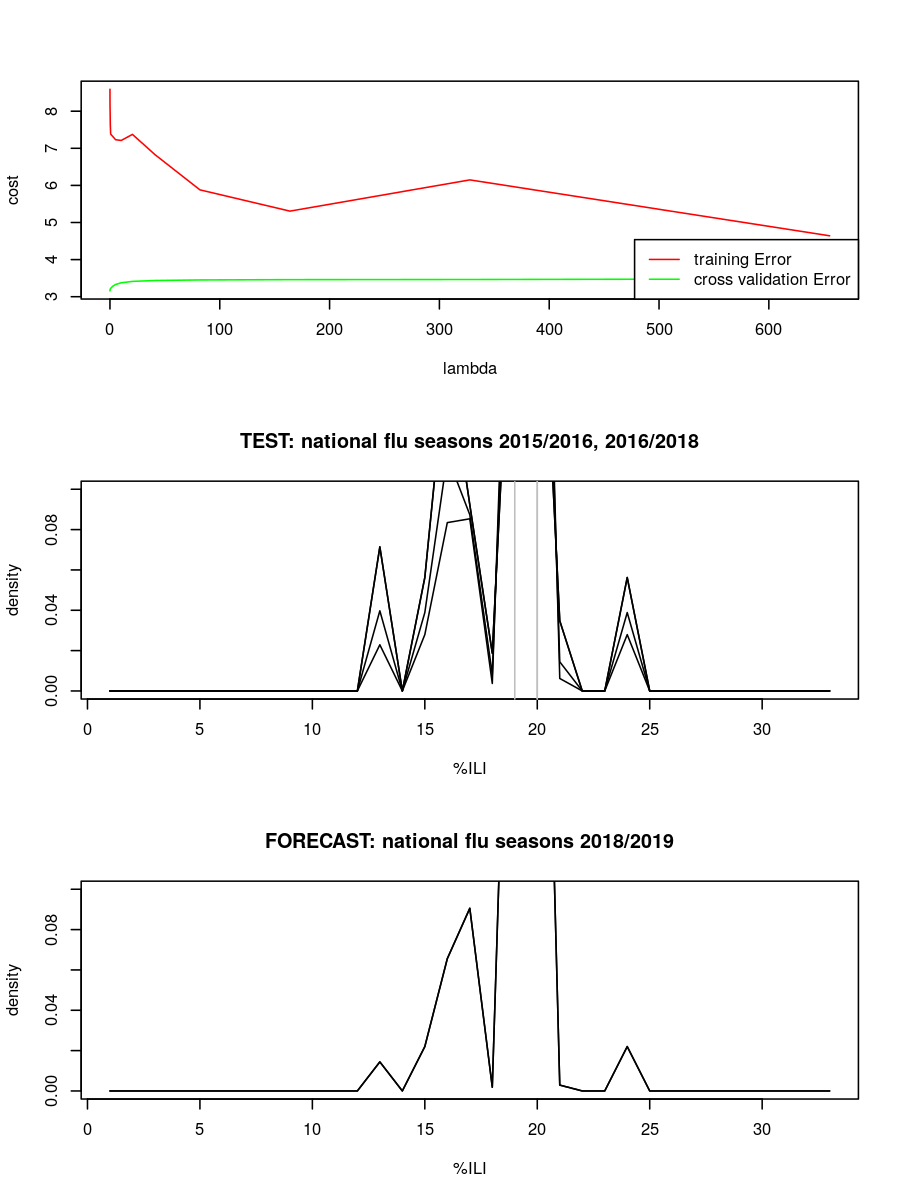 cost
8
7
6
5
4
3
training Error
cross validation Error
0 100 200 300 400 500 600
lambda
TEST: national flu seasons 2015/2016, 2016/2018
density
0.08
0.04
0.00
0 5 10 15 20 25 30
%ILI
FORECAST: national flu seasons 2018/2019
density
0.08
0.04
0.00
0 5 10 15 20 25 30
%ILI